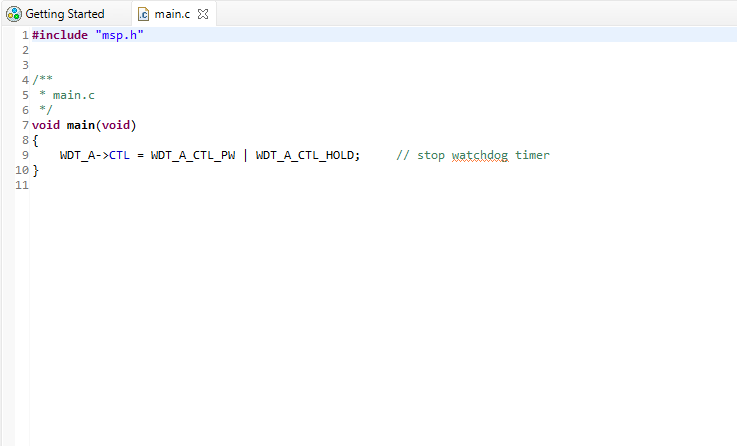 Getting Started main.c
1 #include "msp.h"
2
3
4 /**
5  * main.c
6  */
7 void main(void)
8 {
9     WDT_A->CTL = WDT_A_CTL_PW | WDT_A_CTL_HOLD;     // stop watchdog timer
10 }
11